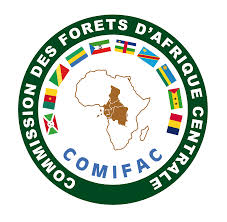 COMMISSION DES FORETS D'AFRIQUE CENTRALE
COMIFAC